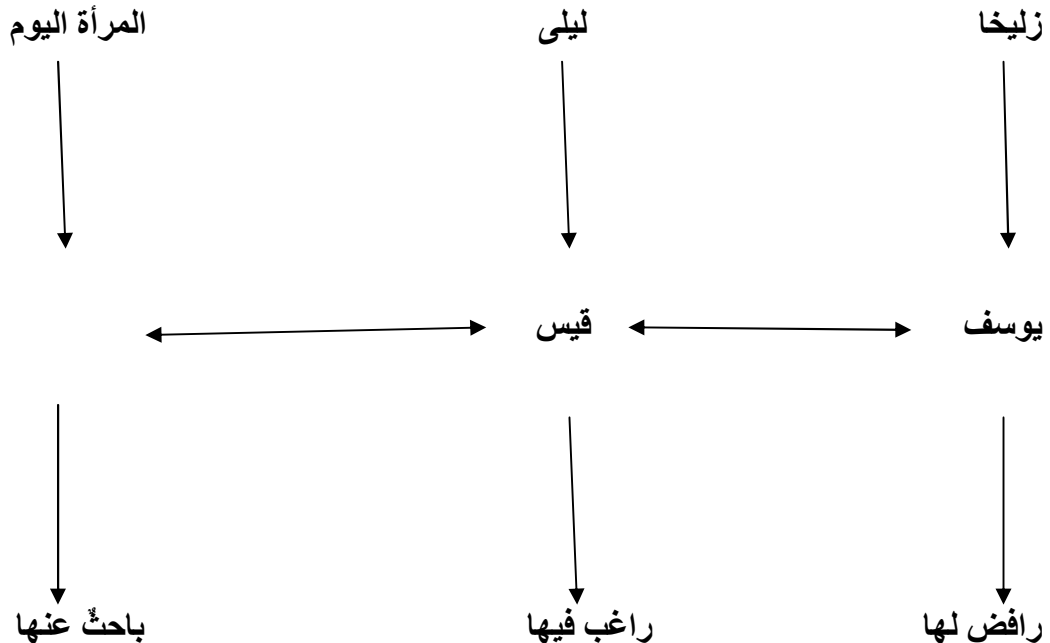 زليخا ليلى المرأة اليوم
يوسف قيس
رافض لها راغب فيها باحثٌ عنها